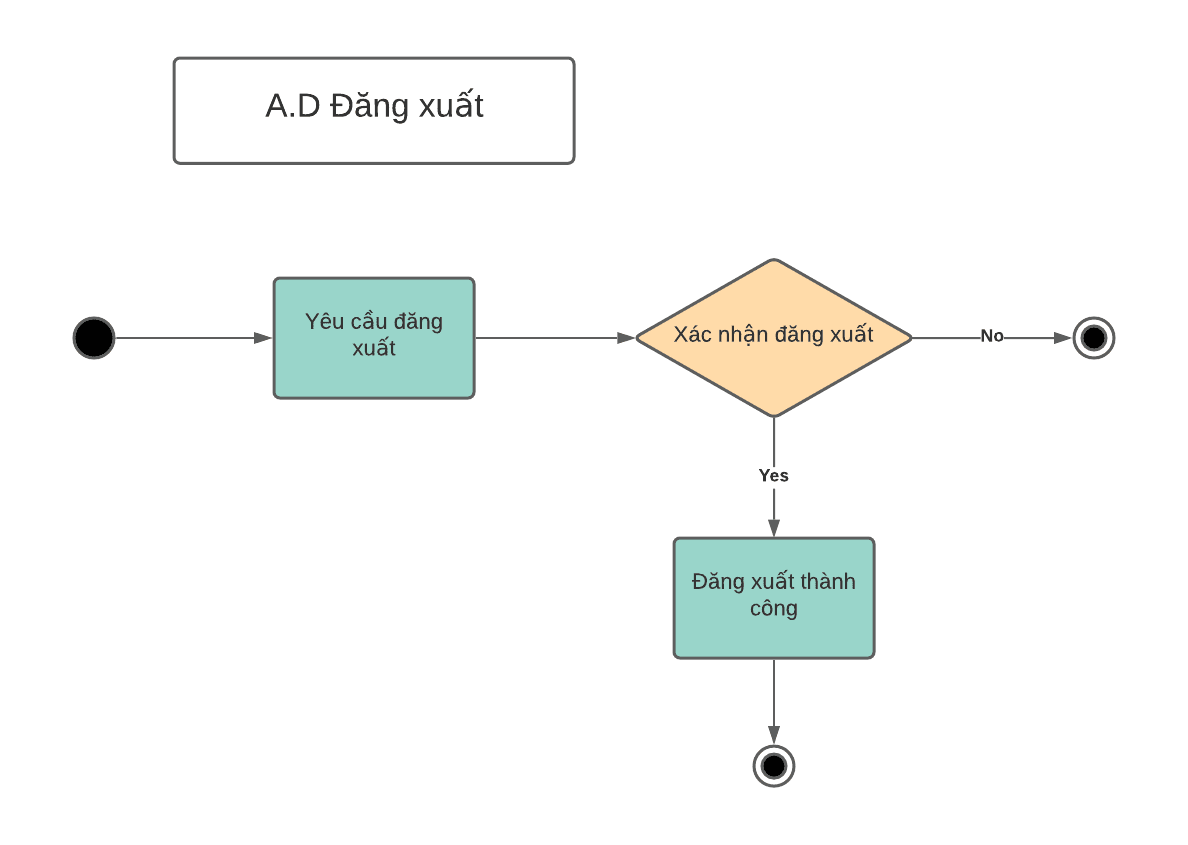 A.D Đăng xuất
Yêu cầu đăng
xuất
Xác nhận đăng xuất
No
Yes
Đăng xuất thành
công